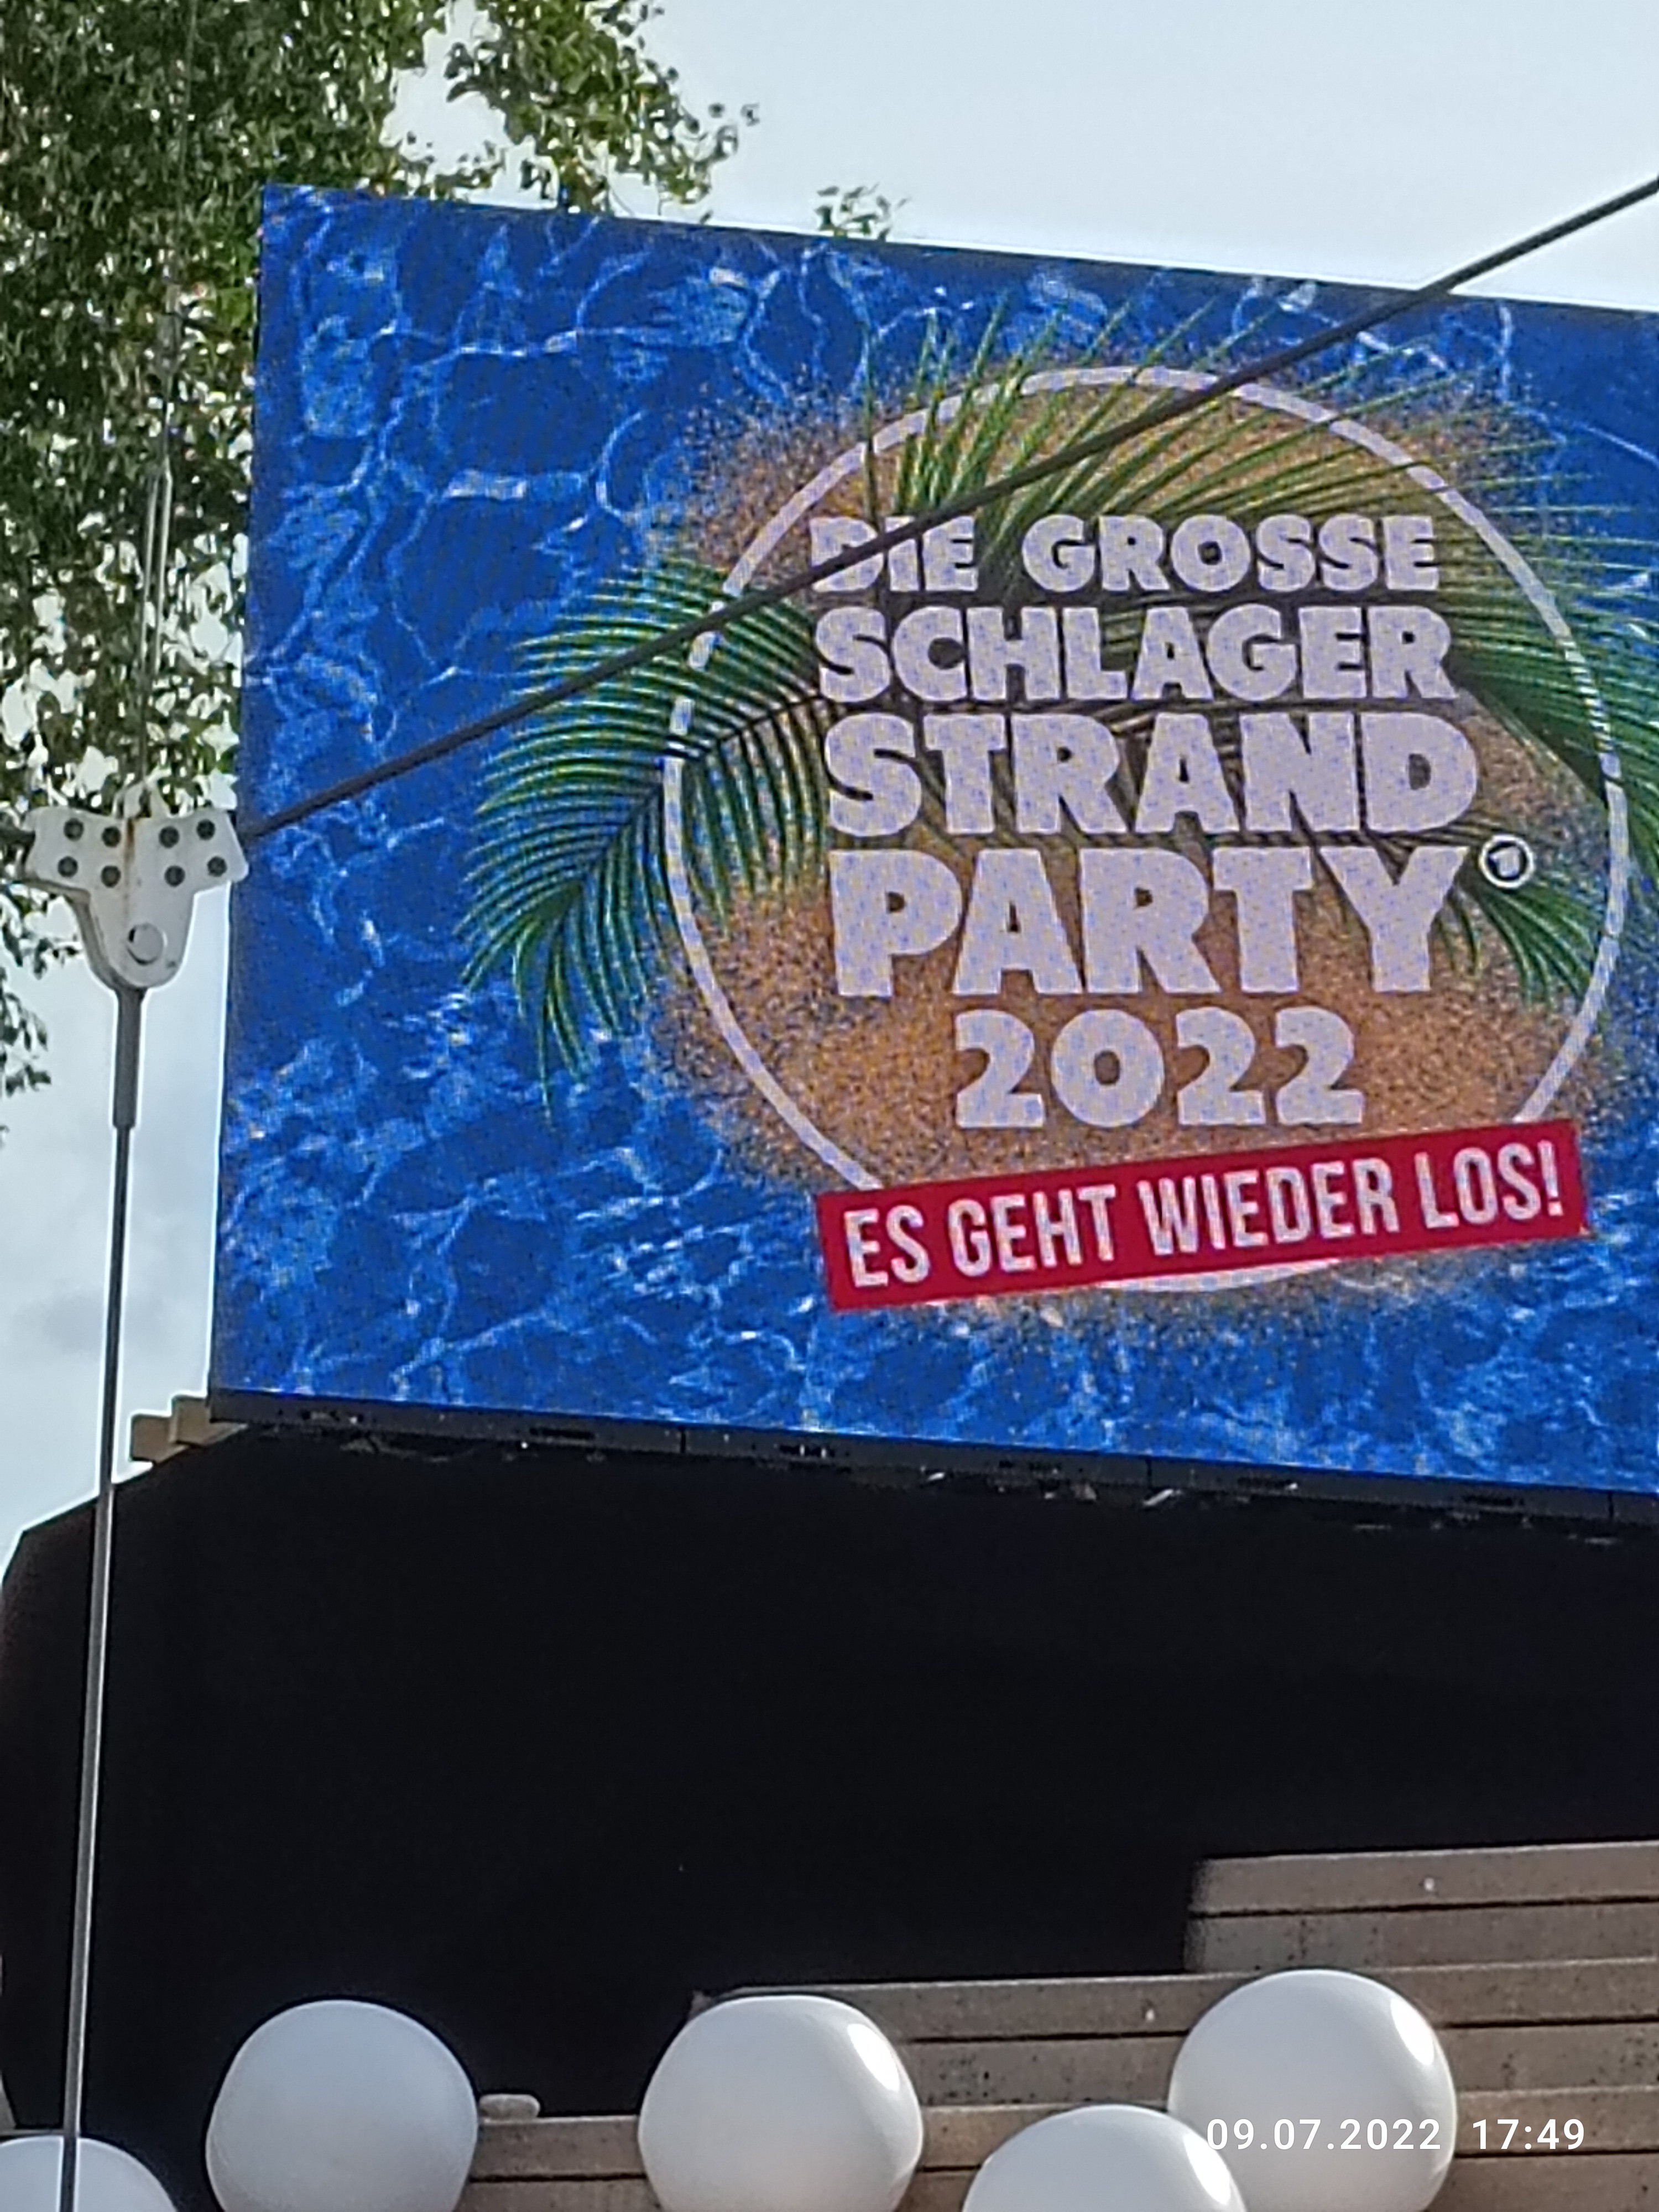 DIE GROSSE
SCHLAGER
STRAND
PARTY
2022
ES GEHT WIEDER LOS!
09.07.2022 17:49